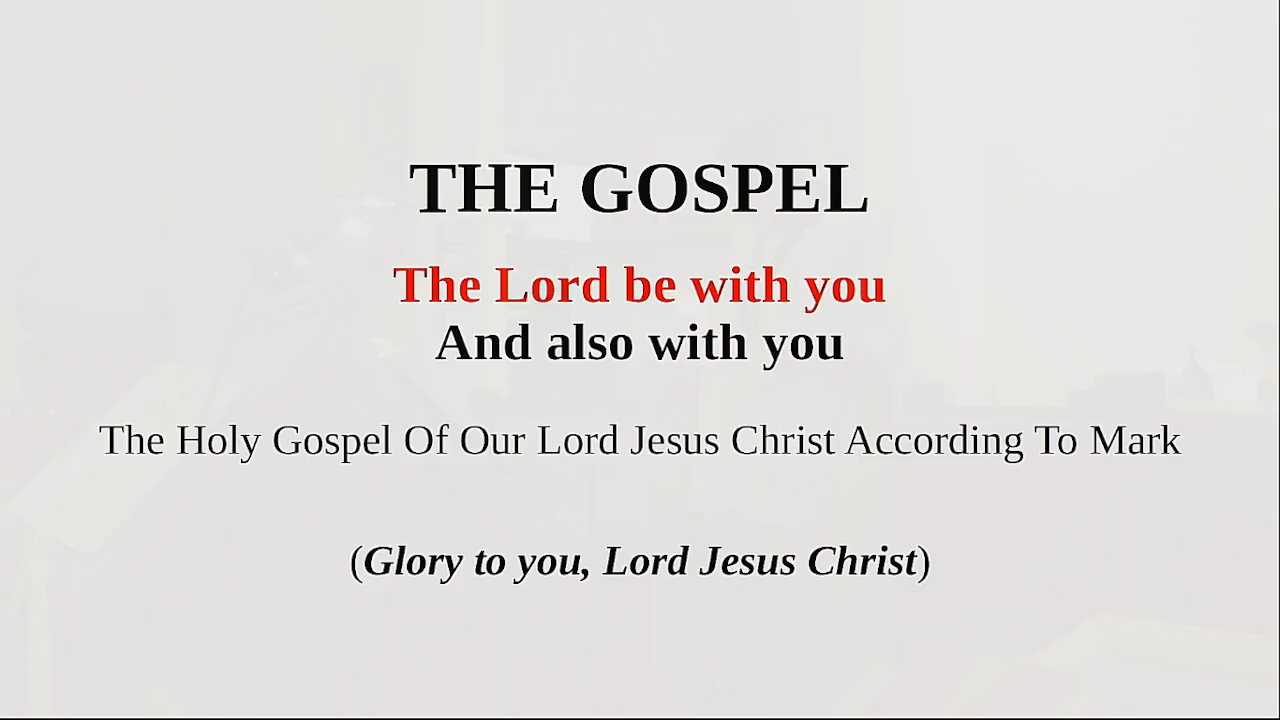 THE GOSPEL
The Lord be with you
And also with you
The Holy Gospel Of Our Lord Jesus Christ According To Mark
(Glory to you, Lord Jesus Christ)